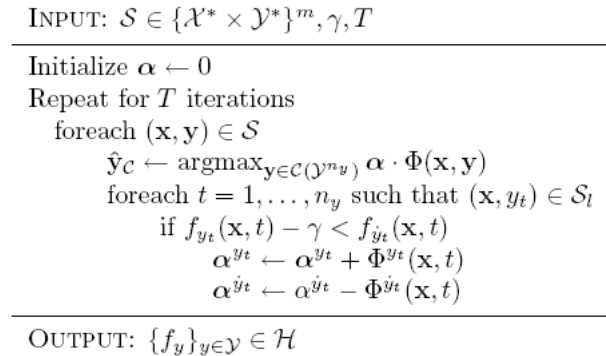 INPUT: 𝒮 ∈ {𝒳* × 𝒴*}ᵐ, γ, T
Initialize α ← 0
Repeat for T iterations
foreach (x, y) ∈ 𝒮
ŷ_𝒞 ← argmax_{y∈𝒞(𝒴^{n_y})} α · Φ(x, y)
foreach t = 1, . . . , n_y such that (x, y_t) ∈ 𝒮_l
if f_{y_t}(x, t) − γ < f_{ẏ_t}(x, t)
α^{y_t} ← α^{y_t} + Φ^{y_t}(x, t)
α^{ẏ_t} ← α^{ẏ_t} − Φ^{ẏ_t}(x, t)
OUTPUT: {f_y}_{y∈𝒴} ∈ ℋ